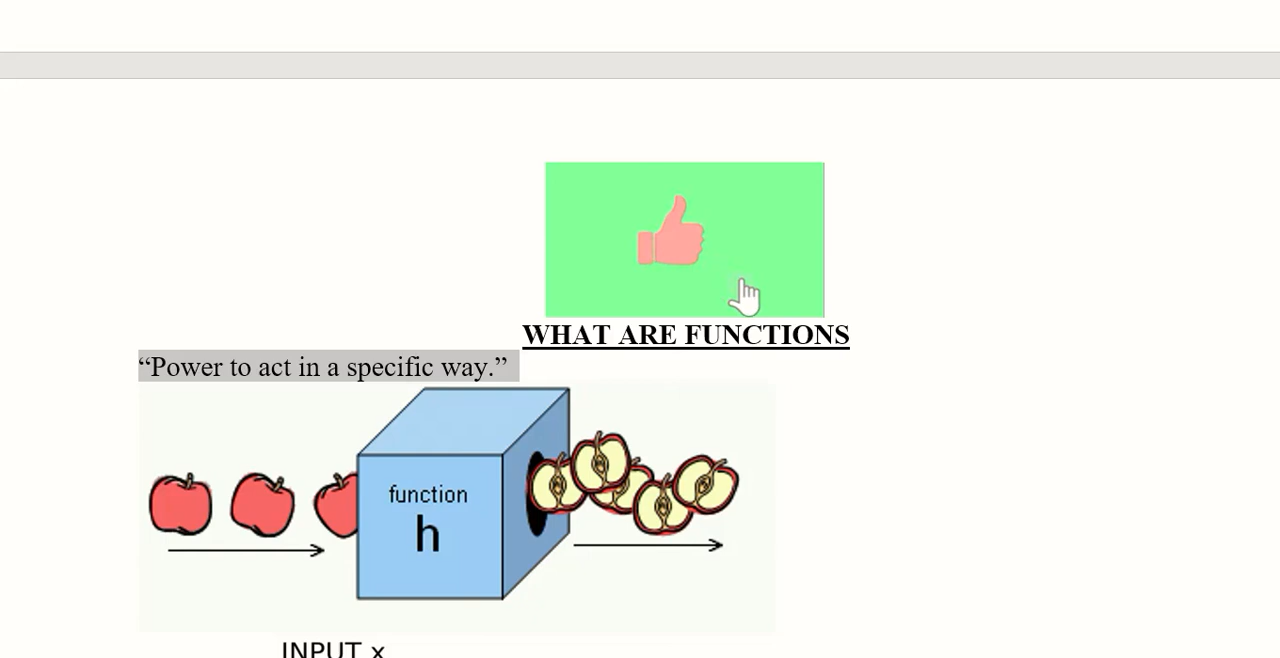 WHAT ARE FUNCTIONS
“Power to act in a specific way.”
function
h
INPUT x